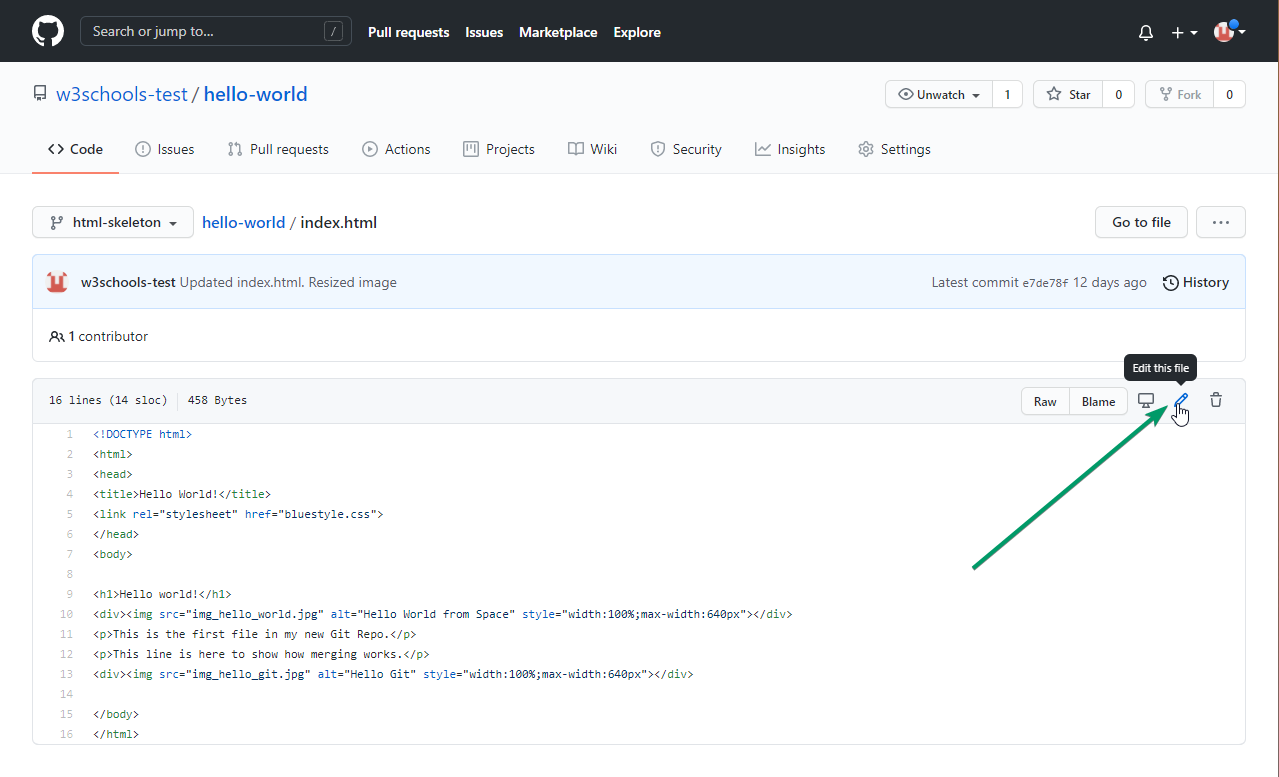 Search or jump to... / Pull requests Issues Marketplace Explore
w3schools-test / hello-world Unwatch 1 Star 0 Fork 0
Code Issues Pull requests Actions Projects Wiki Security Insights Settings
html-skeleton hello-world / index.html Go to file ...
w3schools-test Updated index.html. Resized image Latest commit e7de78f 12 days ago History
1 contributor
Edit this file
16 lines (14 sloc) 458 Bytes Raw Blame
1 <!DOCTYPE html>
2 <html>
3 <head>
4 <title>Hello World!</title>
5 <link rel="stylesheet" href="bluestyle.css">
6 </head>
7 <body>
8
9 <h1>Hello world!</h1>
10 <div><img src="img_hello_world.jpg" alt="Hello World from Space" style="width:100%;max-width:640px"></div>
11 <p>This is the first file in my new Git Repo.</p>
12 <p>This line is here to show how merging works.</p>
13 <div><img src="img_hello_git.jpg" alt="Hello Git" style="width:100%;max-width:640px"></div>
14
15 </body>
16 </html>